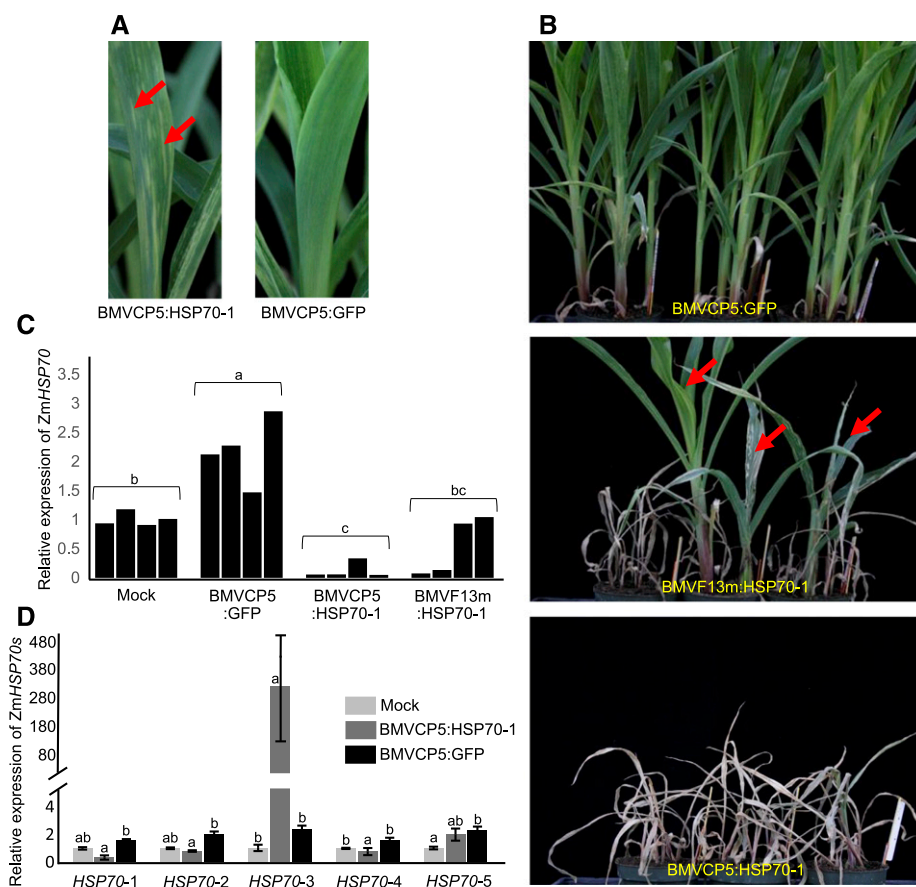 A
B
BMVCP5:HSP70-1
BMVCP5:GFP
BMVCP5:GFP
BMVF13m:HSP70-1
BMVCP5:HSP70-1
C
Relative expression of ZmHSP70
3.5
3
2.5
2
1.5
1
0.5
0
b
a
c
bc
Mock
BMVCP5
:GFP
BMVCP5
:HSP70-1
BMVF13m
:HSP70-1
D
Relative expression of ZmHSP70s
480
380
280
180
80
4
2
0
Mock
BMVCP5:HSP70-1
BMVCP5:GFP
ab
a
b
ab
a
b
b
a
b
b
a
b
a
ab
b
HSP70-1
HSP70-2
HSP70-3
HSP70-4
HSP70-5